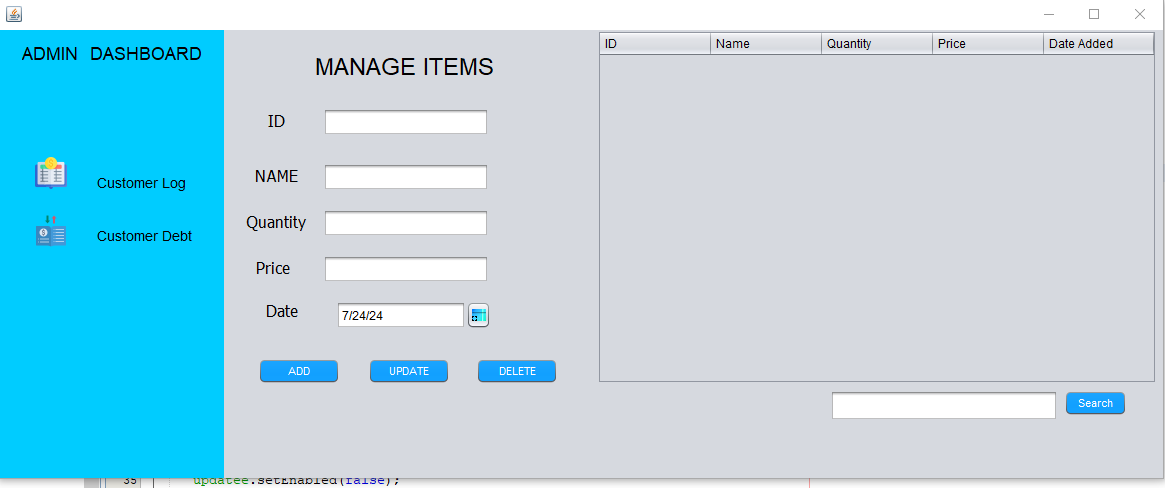 ADMIN DASHBOARD
Customer Log
Customer Debt
MANAGE ITEMS
ID
NAME
Quantity
Price
Date
7/24/24
ADD UPDATE DELETE
ID Name Quantity Price Date Added
Search
35 updatee.setEnabled(false);